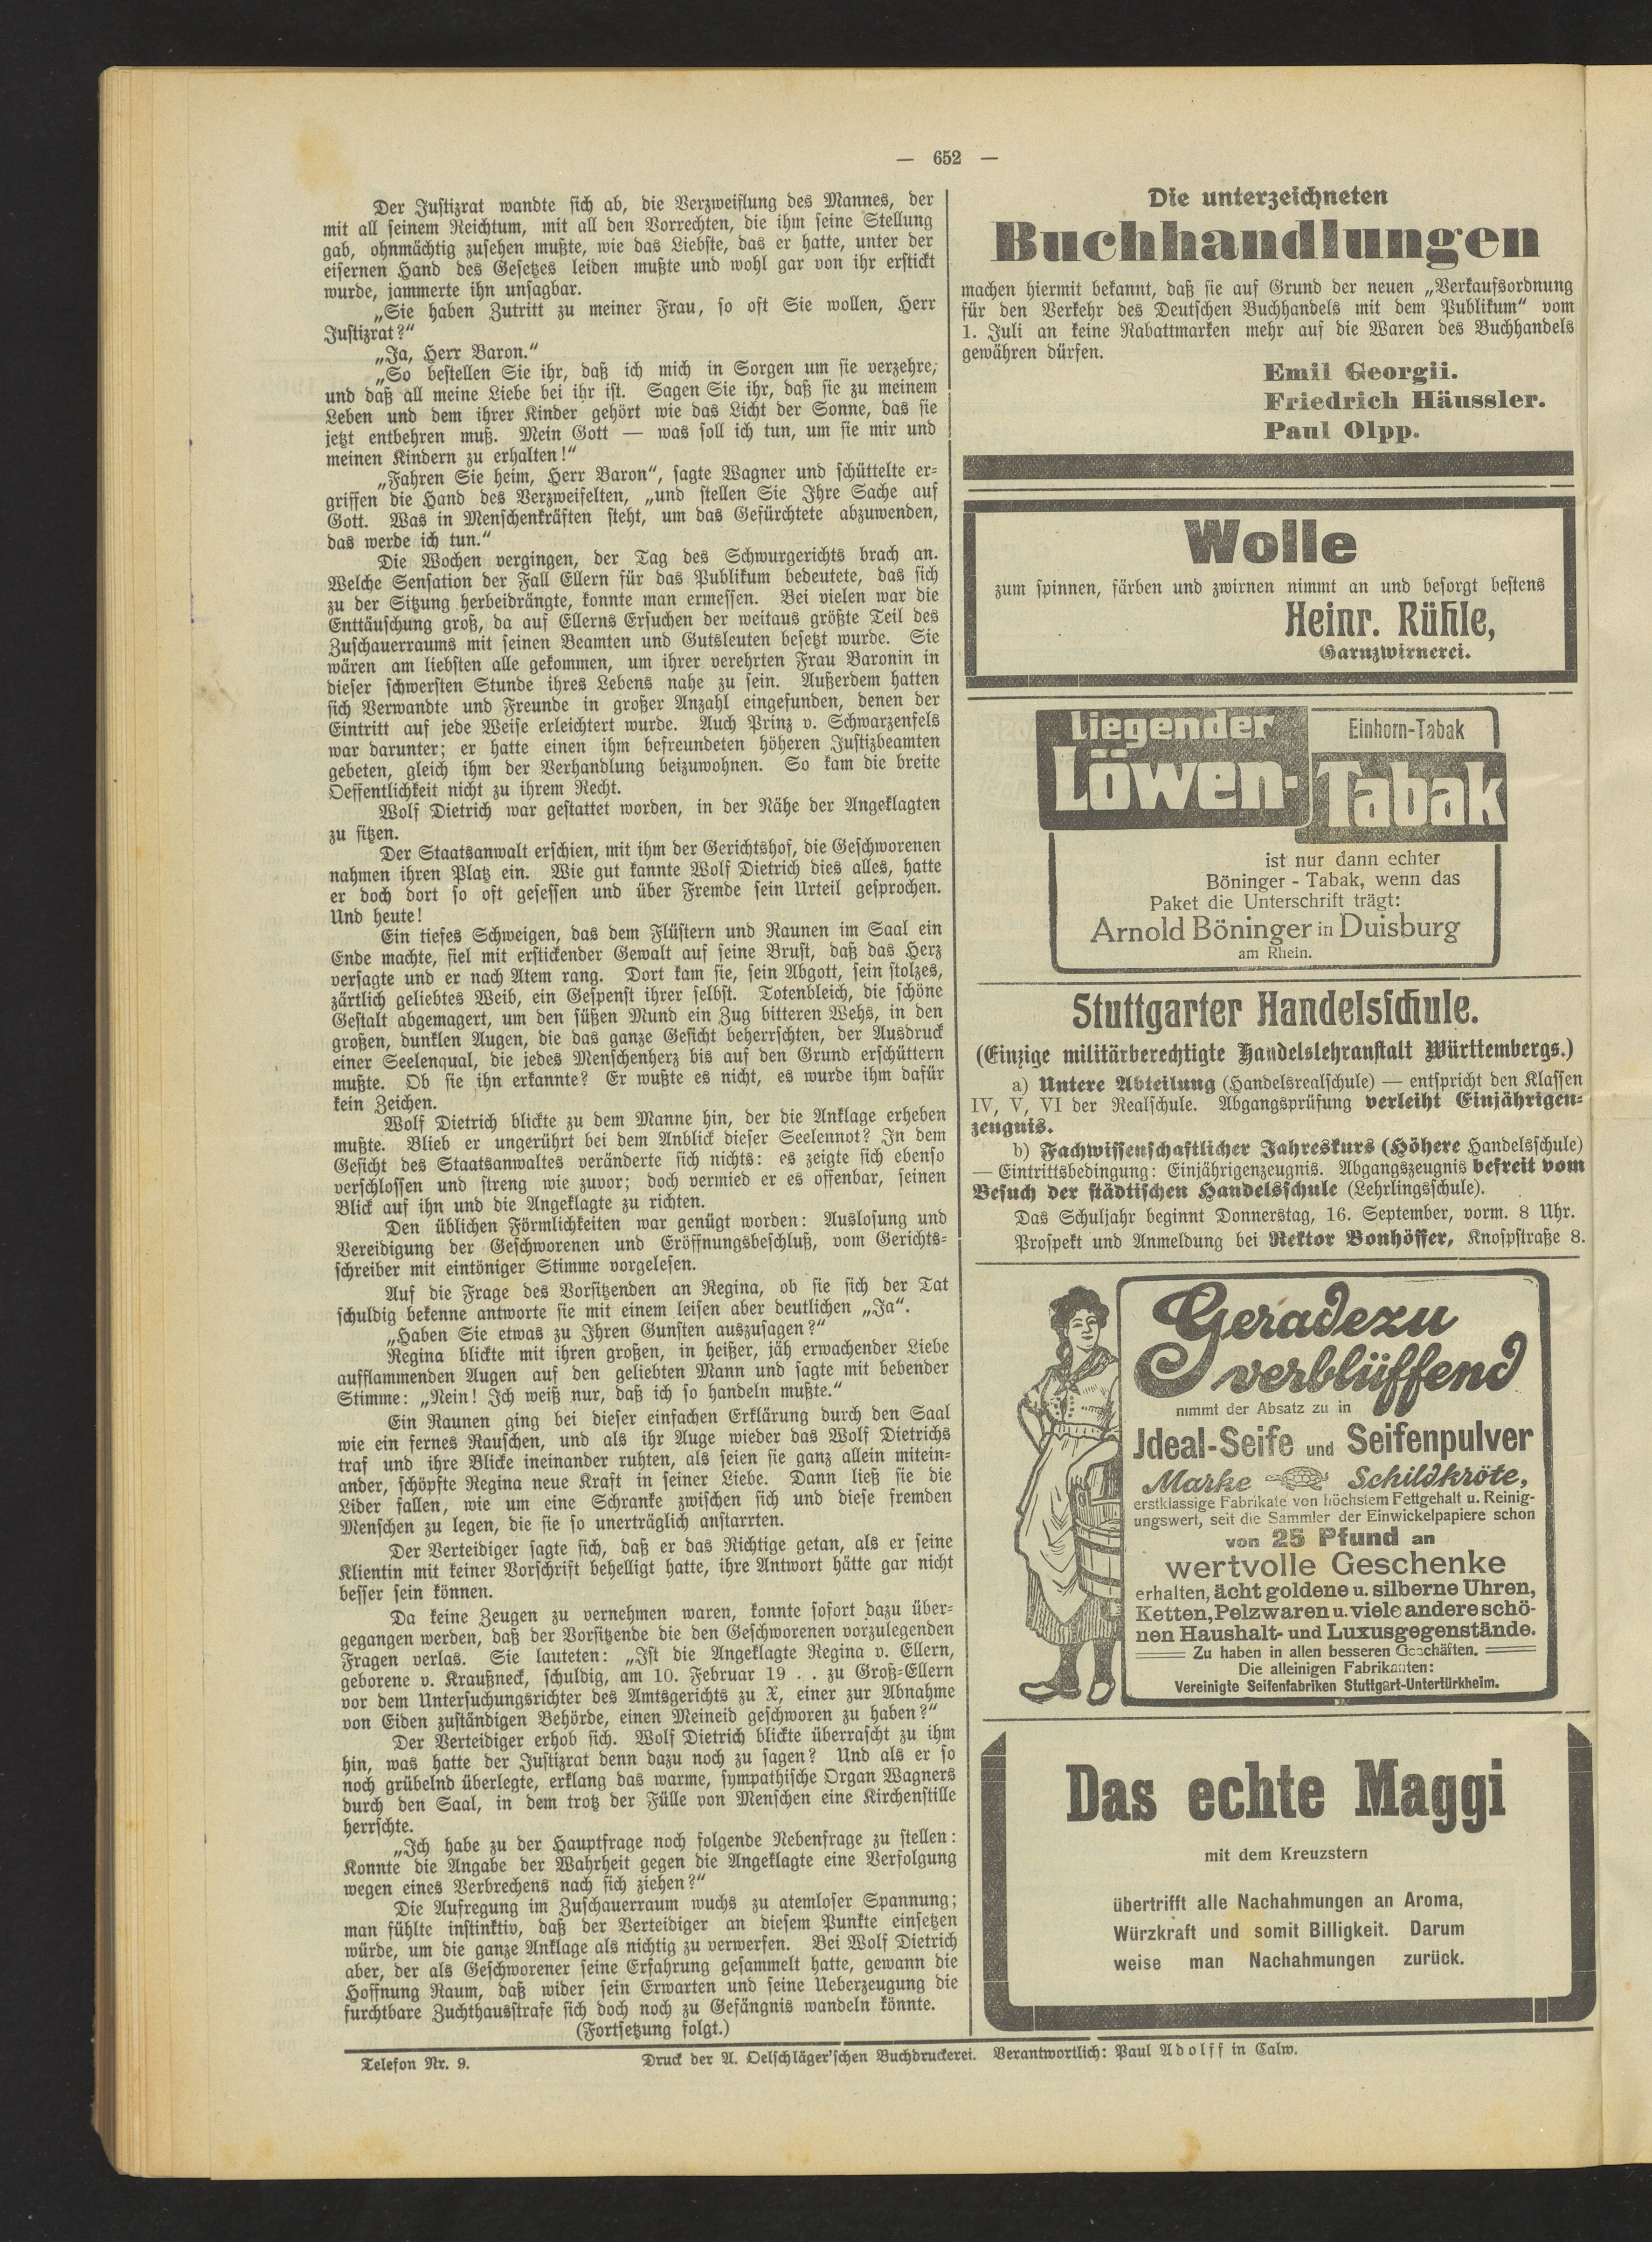 — 652 —
Der Justizrat wandte sich ab, die Verzweiflung des Mannes, der
mit all seinem Reichtum, mit all den Vorrechten, die ihm seine Stellung
gab, ohnmächtig zusehen mußte, wie das Liebste, das er hatte, unter der
eisernen Hand des Gesetzes leiden mußte und wohl gar von ihr erstickt
wurde, jammerte ihn unsagbar.
„Sie haben Zutritt zu meiner Frau, so oft Sie wollen, Herr
Justizrat?“
„Ja, Herr Baron.“
„So bestellen Sie ihr, daß ich mich in Sorgen um sie verzehre,
und daß all meine Liebe bei ihr ist. Sagen Sie ihr, daß sie zu meinem
Leben und dem ihrer Kinder gehört wie das Licht der Sonne, das sie
jetzt entbehren muß. Mein Gott — was soll ich tun, um sie mir und
meinen Kindern zu erhalten!“
„Fahren Sie heim, Herr Baron“, sagte Wagner und schüttelte er-
griffen die Hand des Verzweifelten, „und stellen Sie Ihre Sache auf
Gott. Was in Menschenkräften steht, um das Gefürchtete abzuwenden,
das werde ich tun.“
Die Wochen vergingen, der Tag des Schwurgerichts brach an.
Welche Sensation der Fall Ellern für das Publikum bedeutete, das sich
zu der Sitzung herbeidrängte, konnte man ermessen. Bei vielen war die
Enttäuschung groß, da auf Ellerns Ersuchen der weitaus größte Teil des
Zuschauerraums mit seinen Beamten und Gutsleuten besetzt wurde. Sie
wären am liebsten alle gekommen, um ihrer verehrten Frau Baronin in
dieser schwersten Stunde ihres Lebens nahe zu sein. Außerdem hatten
sich Verwandte und Freunde in großer Anzahl eingefunden, denen der
Eintritt auf jede Weise erleichtert wurde. Auch Prinz v. Schwarzenfels
war darunter; er hatte einen ihm befreundeten höheren Justizbeamten
gebeten, gleich ihm der Verhandlung beizuwohnen. So kam die breite
Oeffentlichkeit nicht zu ihrem Recht.
Wolf Dietrich war gestattet worden, in der Nähe der Angeklagten
zu sitzen.
Der Staatsanwalt erschien, mit ihm der Gerichtshof, die Geschworenen
nahmen ihren Platz ein. Wie gut kannte Wolf Dietrich dies alles, hatte
er doch dort so oft gesessen und über Fremde sein Urteil gesprochen.
Und heute!
Ein tiefes Schweigen, das dem Flüstern und Raunen im Saal ein
Ende machte, fiel mit erstickender Gewalt auf seine Brust, daß das Herz
versagte und er nach Atem rang. Dort kam sie, sein Abgott, sein stolzes,
zärtlich geliebtes Weib, ein Gespenst ihrer selbst. Totenbleich, die schöne
Gestalt abgemagert, um den süßen Mund ein Zug bitteren Wehs, in den
großen, dunklen Augen, die das ganze Gesicht beherrschten, der Ausdruck
einer Seelenqual, die jedes Menschenherz bis auf den Grund erschüttern
mußte. Ob sie ihn erkannte? Er wußte es nicht, es wurde ihm dafür
kein Zeichen.
Wolf Dietrich blickte zu dem Manne hin, der die Anklage erheben
mußte. Blieb er ungerührt bei dem Anblick dieser Seelennot? In dem
Gesicht des Staatsanwaltes veränderte sich nichts: es zeigte sich ebenso
verschlossen und streng wie zuvor; doch vermied er es offenbar, seinen
Blick auf ihn und die Angeklagte zu richten.
Den üblichen Förmlichkeiten war genügt worden: Auslosung und
Vereidigung der Geschworenen und Eröffnungsbeschluß, vom Gerichts-
schreiber mit eintöniger Stimme vorgelesen.
Auf die Frage des Vorsitzenden an Regina, ob sie sich der Tat
schuldig bekenne antworte sie mit einem leisen aber deutlichen „Ja“.
„Haben Sie etwas zu Ihren Gunsten auszusagen?“
Regina blickte mit ihren großen, in heißer, jäh erwachender Liebe
aufflammenden Augen auf den geliebten Mann und sagte mit bebender
Stimme: „Nein! Ich weiß nur, daß ich so handeln mußte.“
Ein Raunen ging bei dieser einfachen Erklärung durch den Saal
wie ein fernes Rauschen, und als ihr Auge wieder das Wolf Dietrichs
traf und ihre Blicke ineinander ruhten, als seien sie ganz allein mitein-
ander, schöpfte Regina neue Kraft in seiner Liebe. Dann ließ sie die
Lider fallen, wie um eine Schranke zwischen sich und diese fremden
Menschen zu legen, die sie so unerträglich anstarrten.
Der Verteidiger sagte sich, daß er das Richtige getan, als er seine
Klientin mit keiner Vorschrift behelligt hatte, ihre Antwort hätte gar nicht
besser sein können.
Da keine Zeugen zu vernehmen waren, konnte sofort dazu über-
gegangen werden, daß der Vorsitzende die den Geschworenen vorzulegenden
Fragen verlas. Sie lauteten: „Ist die Angeklagte Regina v. Ellern,
geborene v. Kraußneck, schuldig, am 10. Februar 19 . . zu Groß-Ellern
vor dem Untersuchungsrichter des Amtsgerichts zu X, einer zur Abnahme
von Eiden zuständigen Behörde, einen Meineid geschworen zu haben?“
Der Verteidiger erhob sich. Wolf Dietrich blickte überrascht zu ihm
hin, was hatte der Justizrat denn dazu noch zu sagen? Und als er so
noch grübelnd überlegte, erklang das warme, sympathische Organ Wagners
durch den Saal, in dem trotz der Fülle von Menschen eine Kirchenstille
herrschte.
„Ich habe zu der Hauptfrage noch folgende Nebenfrage zu stellen:
Konnte die Angabe der Wahrheit gegen die Angeklagte eine Verfolgung
wegen eines Verbrechens nach sich ziehen?“
Die Aufregung im Zuschauerraum wuchs zu atemloser Spannung;
man fühlte instinktiv, daß der Verteidiger an diesem Punkte einsetzen
würde, um die ganze Anklage als nichtig zu verwerfen. Bei Wolf Dietrich
aber, der als Geschworener seine Erfahrung gesammelt hatte, gewann die
Hoffnung Raum, daß wider sein Erwarten und seine Ueberzeugung die
furchtbare Zuchthausstrafe sich doch noch zu Gefängnis wandeln könnte.
(Fortsetzung folgt.)
Die unterzeichneten
Buchhandlungen
machen hiermit bekannt, daß sie auf Grund der neuen „Verkaufsordnung
für den Verkehr des Deutschen Buchhandels mit dem Publikum“ vom
1. Juli an keine Rabattmarken mehr auf die Waren des Buchhandels
gewähren dürfen.
Emil Georgii.
Friedrich Häussler.
Paul Olpp.
Wolle
zum spinnen, färben und zwirnen nimmt an und besorgt bestens
Heinr. Rühle,
Garnzwirnerei.
Liegender
Löwen-
Einhorn-Tabak
Tabak
ist nur dann echter
Böninger - Tabak, wenn das
Paket die Unterschrift trägt:
Arnold Böninger in Duisburg
am Rhein.
Stuttgarter Handelsschule.
(Einzige militärberechtigte Handelslehranstalt Württembergs.)
a) Untere Abteilung (Handelsrealschule) — entspricht den Klassen
IV, V, VI der Realschule. Abgangsprüfung verleiht Einjährigen-
zeugnis.
b) Fachwissenschaftlicher Jahreskurs (Höhere Handelsschule)
— Eintrittsbedingung: Einjährigenzeugnis. Abgangszeugnis befreit vom
Besuch der städtischen Handelsschule (Lehrlingsschule).
Das Schuljahr beginnt Donnerstag, 16. September, vorm. 8 Uhr.
Prospekt und Anmeldung bei Rektor Bonhöffer, Knospstraße 8.
Geradezu
verblüffend
nimmt der Absatz zu in
Ideal-Seife und Seifenpulver
Marke Schildkröte,
erstklassige Fabrikate von höchstem Fettgehalt u. Reinig-
ungswert, seit die Sammler der Einwickelpapiere schon
von 25 Pfund an
wertvolle Geschenke
erhalten, ächt goldene u. silberne Uhren,
Ketten, Pelzwaren u. viele andere schö-
nen Haushalt- und Luxusgegenstände.
Zu haben in allen besseren Geschäften.
Die alleinigen Fabrikanten:
Vereinigte Seifenfabriken Stuttgart-Untertürkheim.
Das echte Maggi
mit dem Kreuzstern
übertrifft alle Nachahmungen an Aroma,
Würzkraft und somit Billigkeit. Darum
weise man Nachahmungen zurück.
Telefon Nr. 9.
Druck der A. Oelschläger'schen Buchdruckerei. Verantwortlich: Paul Adolff in Calw.